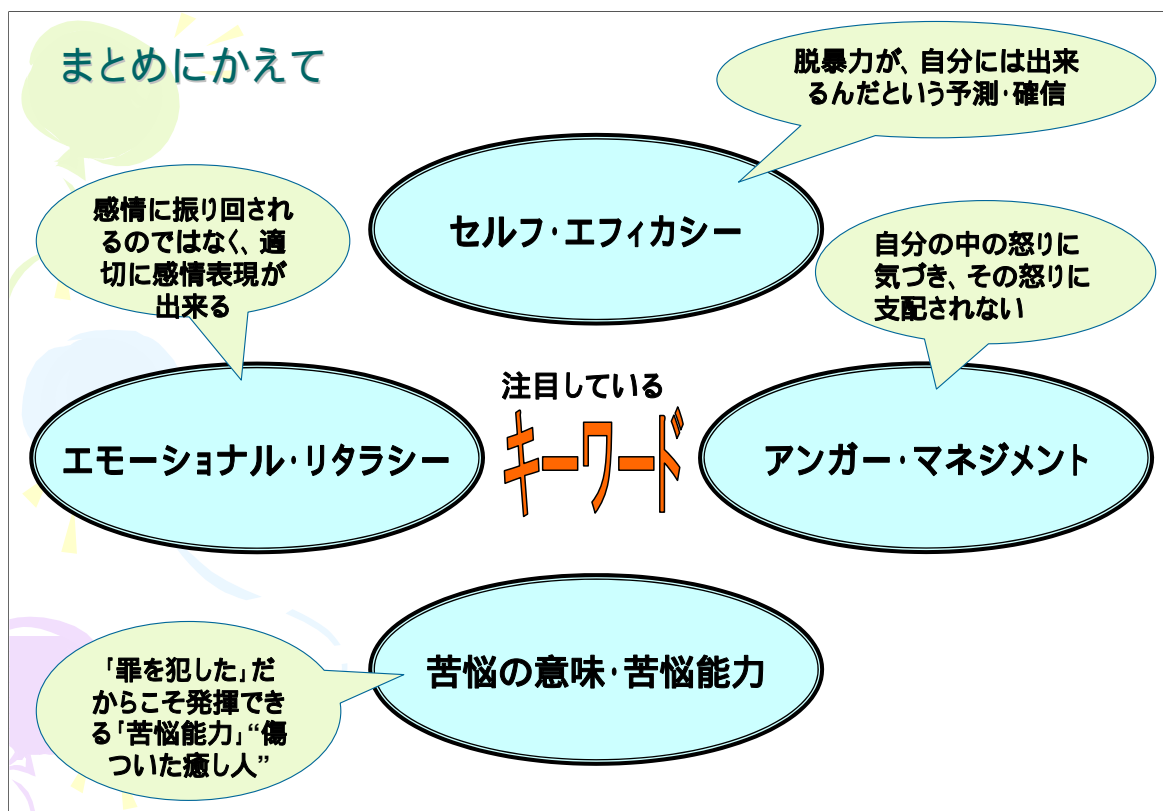 まとめにかえて
脱暴力が、自分には出来
るんだという予測・確信
セルフ・エフィカシー
感情に振り回され
るのではなく、適
切に感情表現が
出来る
自分の中の怒りに
気づき、その怒りに
支配されない
注目している
キーワード
エモーショナル・リタラシー
アンガー・マネジメント
苦悩の意味・苦悩能力
「罪を犯した」だ
からこそ発揮でき
る「苦悩能力」“傷
ついた癒し人”